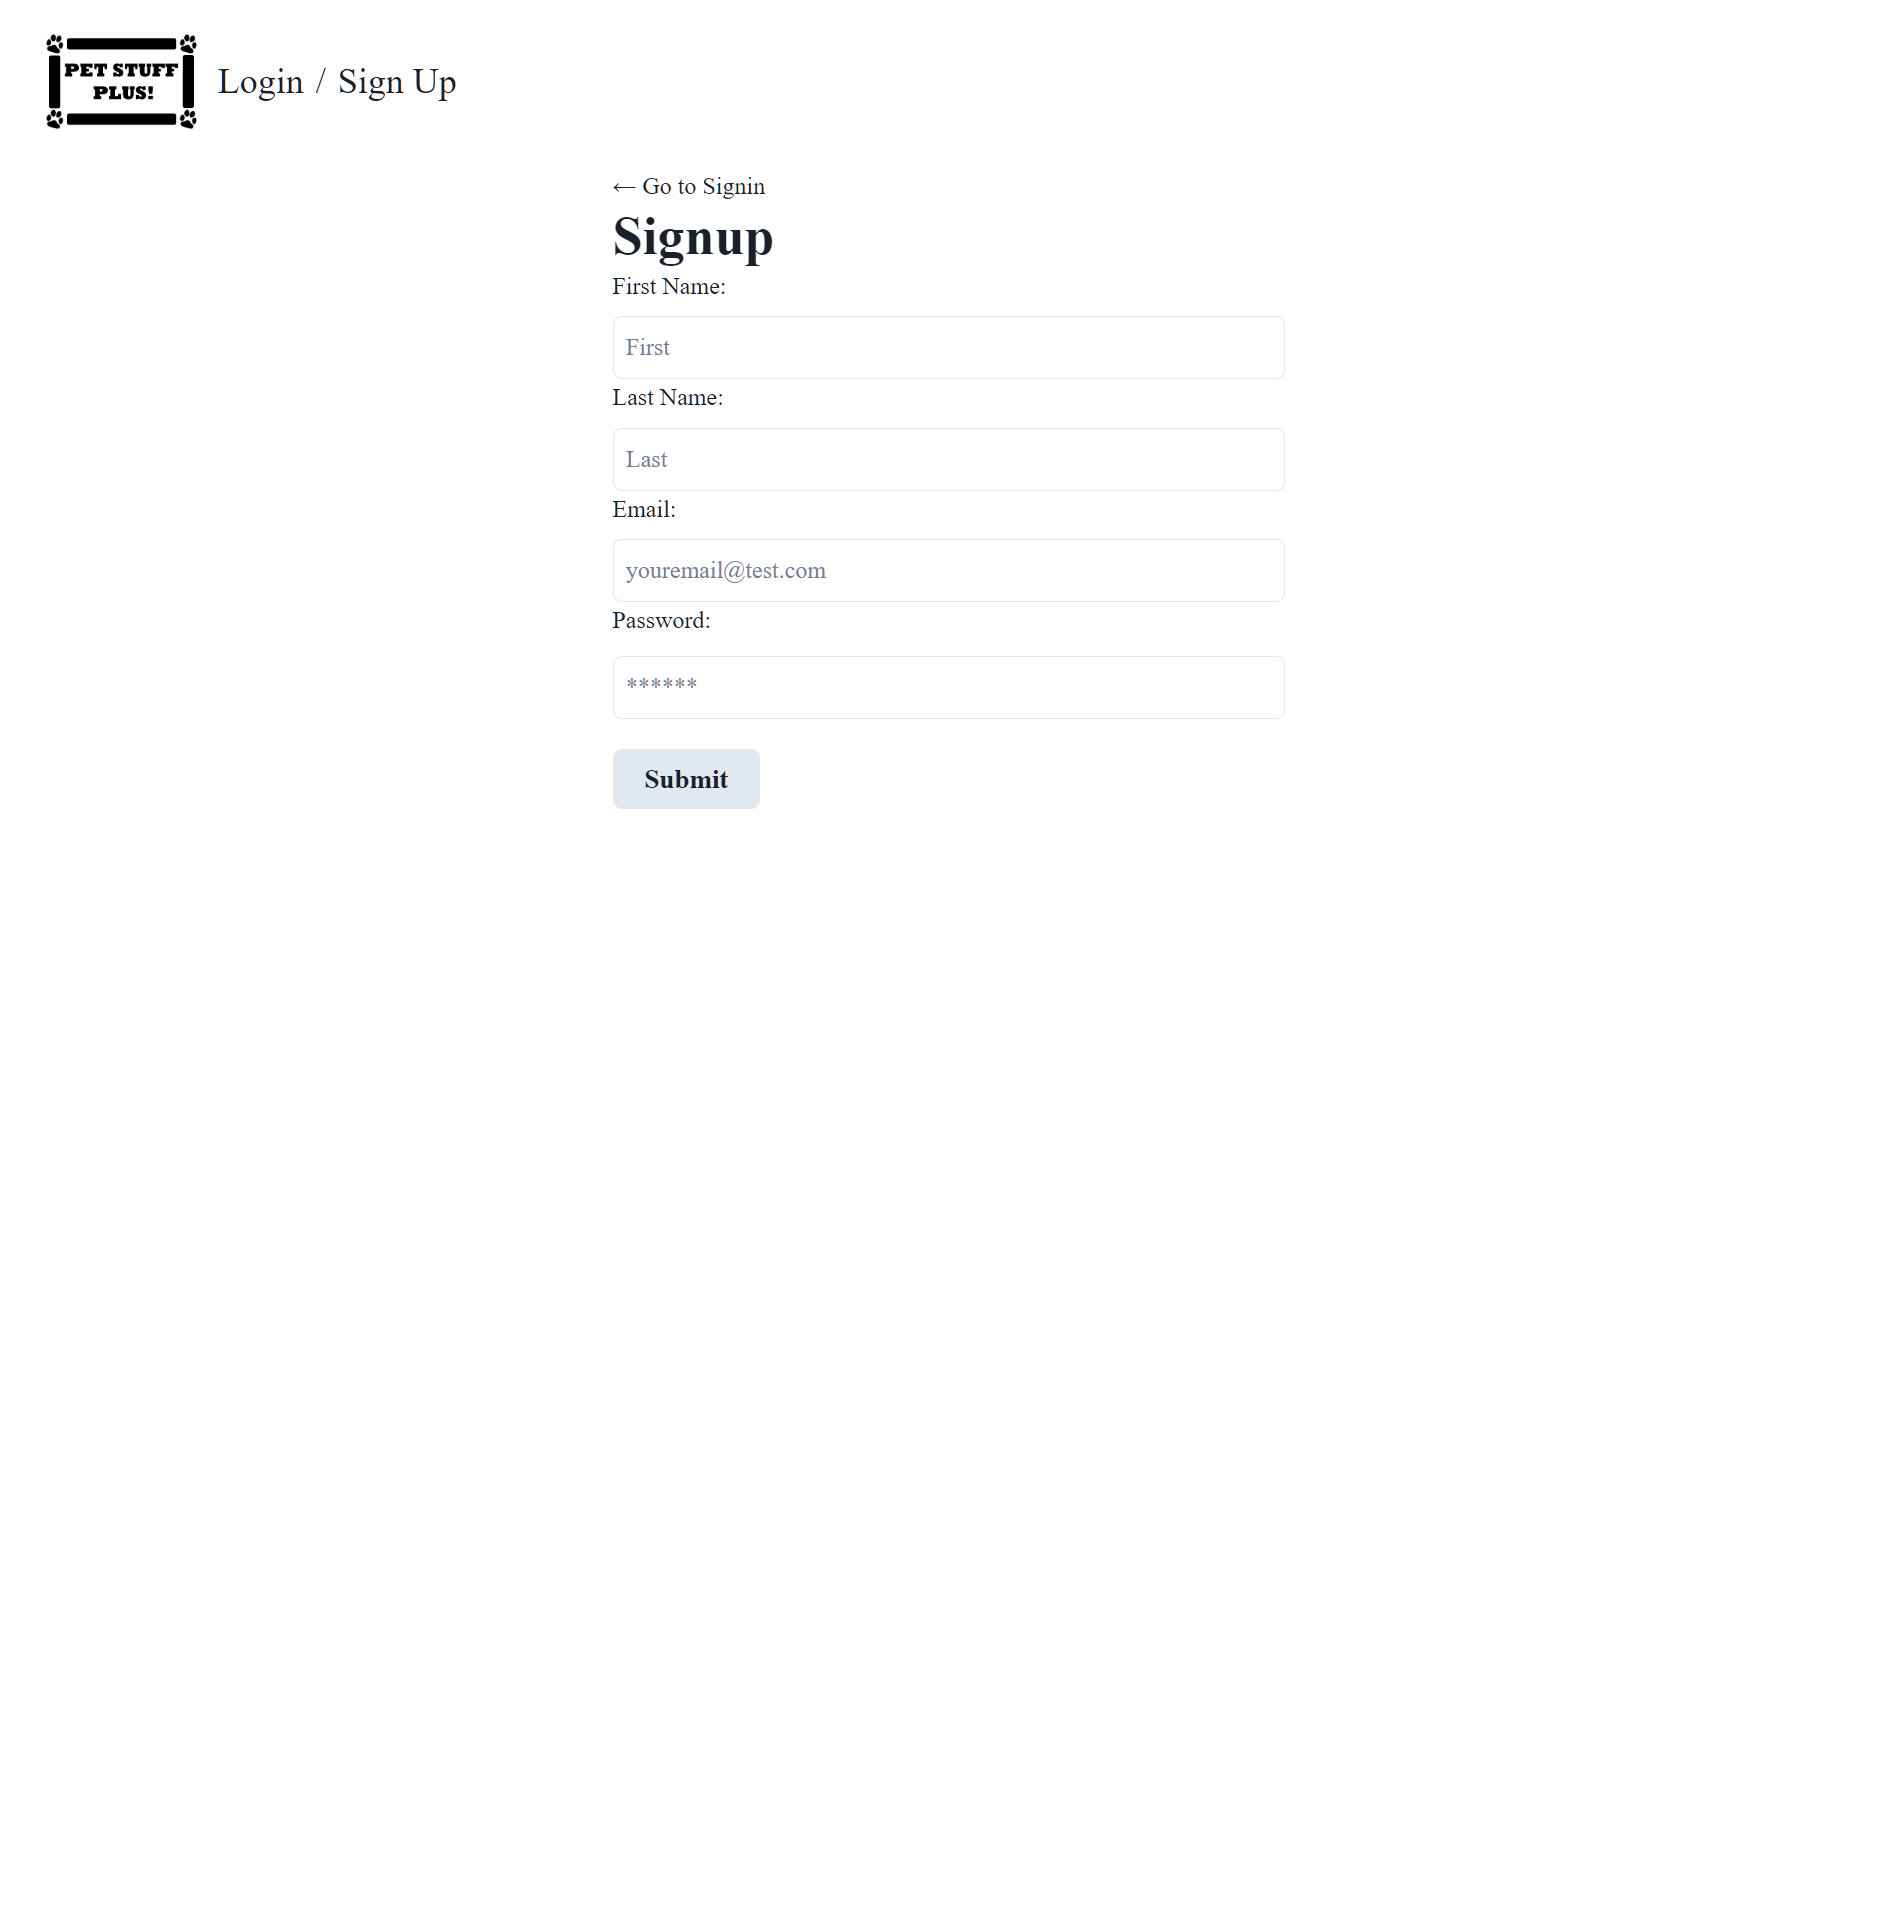 PET STUFF
PLUS!
Login / Sign Up
← Go to Signin
Signup
First Name:
First
Last Name:
Last
Email:
youremail@test.com
Password:
******
Submit